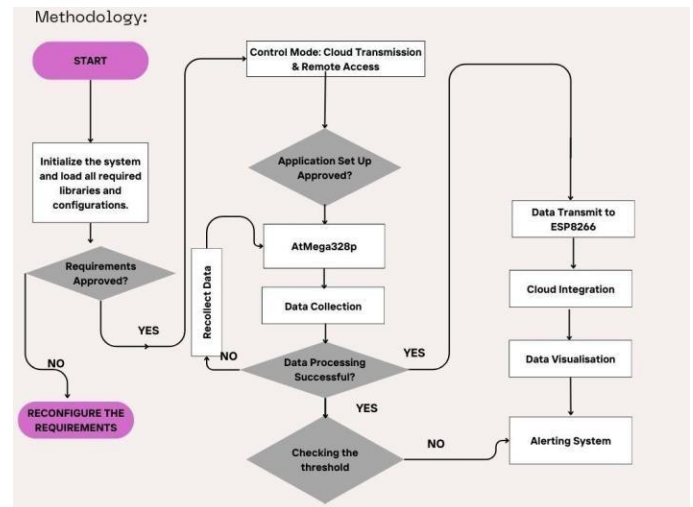 Methodology:
START
Initialize the system
and load all required
libraries and
configurations.
Requirements
Approved?
YES
NO
RECONFIGURE THE
REQUIREMENTS
Control Mode: Cloud Transmission
& Remote Access
Application Set Up
Approved?
AtMega328p
Recollect Data
Data Collection
NO
Data Processing
Successful?
YES
YES
Checking the
threshold
NO
Data Transmit to
ESP8266
Cloud Integration
Data Visualisation
Alerting System